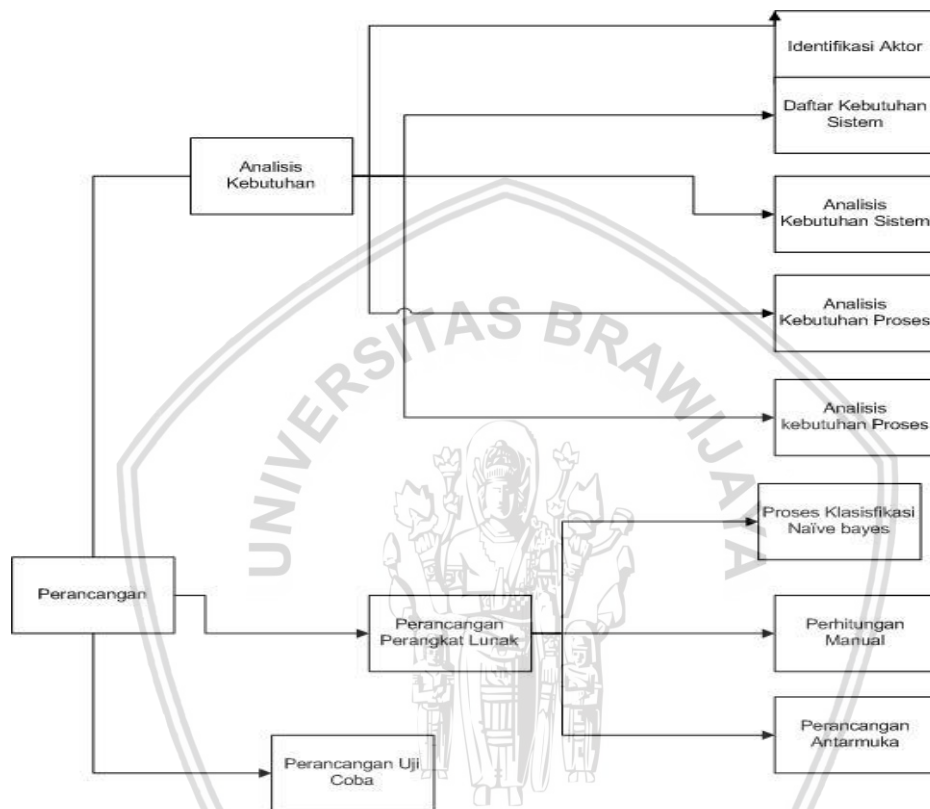 Identifikasi Aktor
Daftar Kebutuhan
Sistem
Analisis
Kebutuhan
Analisis
Kebutuhan Sistem
Analisis
Kebutuhan Proses
Analisis
kebutuhan Proses
UNIVERSITAS BRAWIJAYA
Proses Klasisfikasi
Naïve bayes
Perancangan
Perancangan
Perangkat Lunak
Perhitungan
Manual
Perancangan
Antarmuka
Perancangan Uji
Coba